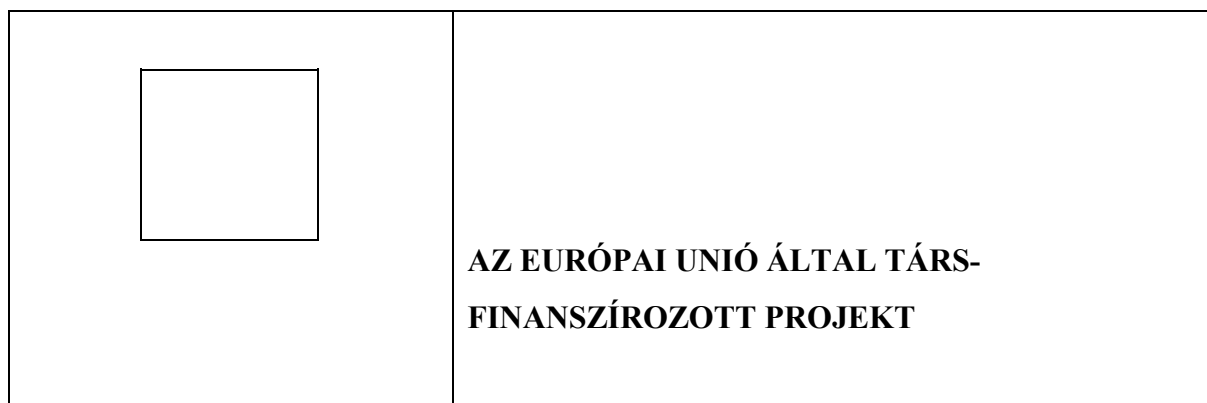 AZ EURÓPAI UNIÓ ÁLTAL TÁRS-
FINANSZÍROZOTT PROJEKT